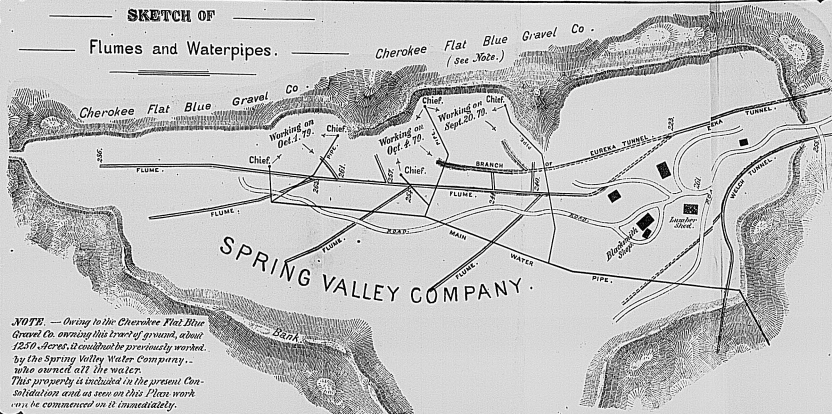 SKETCH OF
Flumes and Waterpipes.
Cherokee Flat Blue Gravel Co.
(See Note.)
Cherokee Flat Blue Gravel Co.
Chief.
Chief.
Working on
Sept. 20. 79.
Working on
Oct. 4. 79.
Working on
Oct. 1. 79.
Chief.
PIPE
Chief.
Chief.
EUREKA TUNNEL.
BRANCH OF
FLUME.
FLUME.
FLUME.
FLUME.
FLUME.
WELCH TUNNEL.
Lumber
Shed.
Blacksmith
Shop.
ROAD.
ROAD.
MAIN WATER PIPE.
SPRING VALLEY COMPANY.
Bank
NOTE. — Owing to the Cherokee Flat Blue
Gravel Co. owning this tract of ground, about
1250 Acres, it could not be previously worked
by the Spring Valley Water Company..
who owned all the water.
This property is included in the present Con-
solidation and as seen on this Plan work
can be commenced on it immediately.